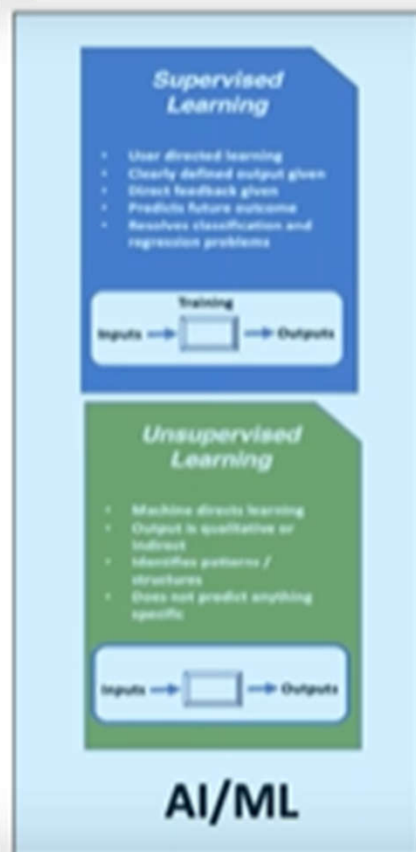 Supervised
Learning
• User directed learning
• Clearly defined output given
• Direct feedback given
• Predicts future outcome
• Resolves classification and
regression problems
Training
Inputs
Outputs
Unsupervised
Learning
• Machine directs learning
• Output is qualitative or
indirect
• Identifies patterns /
structures
• Does not predict anything
specific
Inputs
Outputs
AI/ML